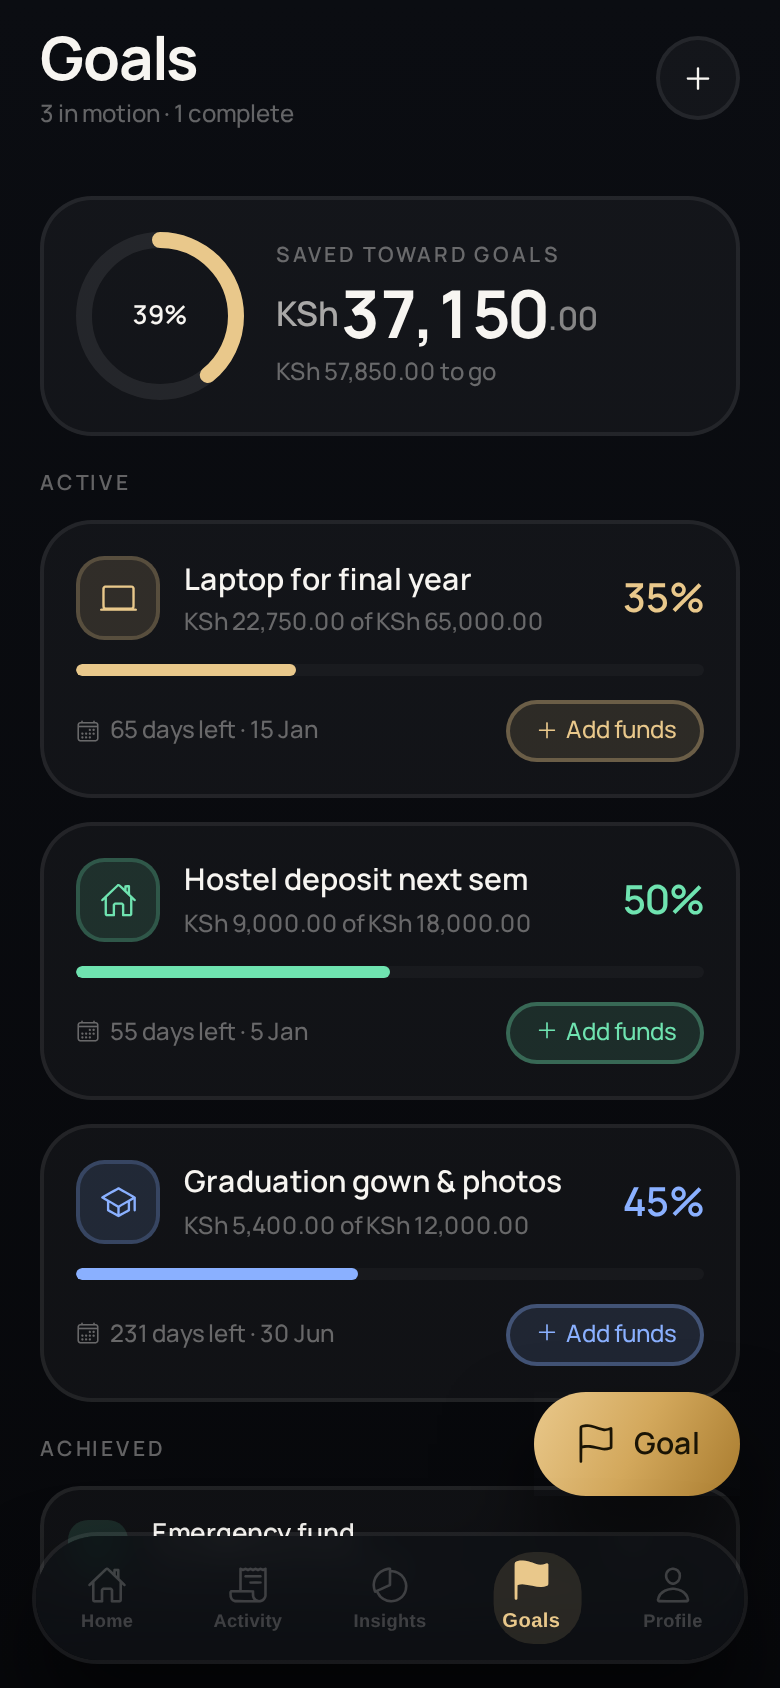 Goals
3 in motion · 1 complete
39%
SAVED TOWARD GOALS
KSh 37,150.00
KSh 57,850.00 to go
ACTIVE
Laptop for final year
KSh 22,750.00 of KSh 65,000.00
35%
65 days left · 15 Jan
+ Add funds
Hostel deposit next sem
KSh 9,000.00 of KSh 18,000.00
50%
55 days left · 5 Jan
+ Add funds
Graduation gown & photos
KSh 5,400.00 of KSh 12,000.00
45%
231 days left · 30 Jun
+ Add funds
Goal
ACHIEVED
Emergency fund
Home
Activity
Insights
Goals
Profile